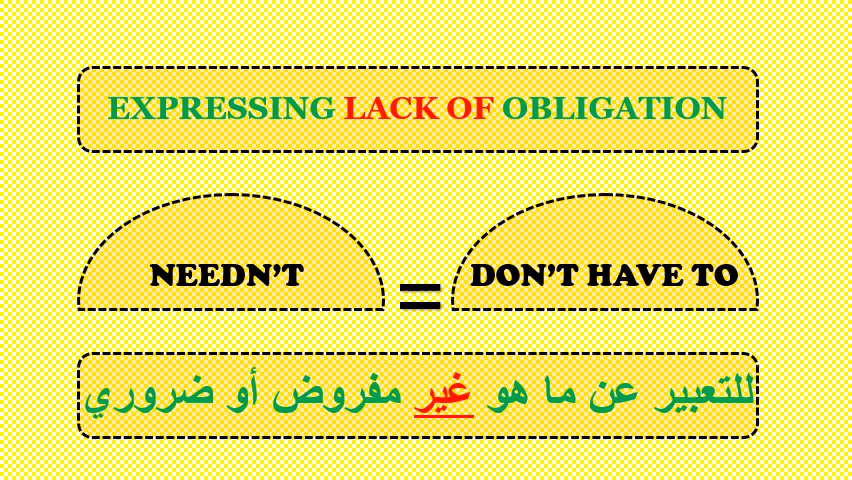 EXPRESSING LACK OF OBLIGATION
NEEDN'T = DON'T HAVE TO
للتعبير عن ما هو غير مفروض أو ضروري